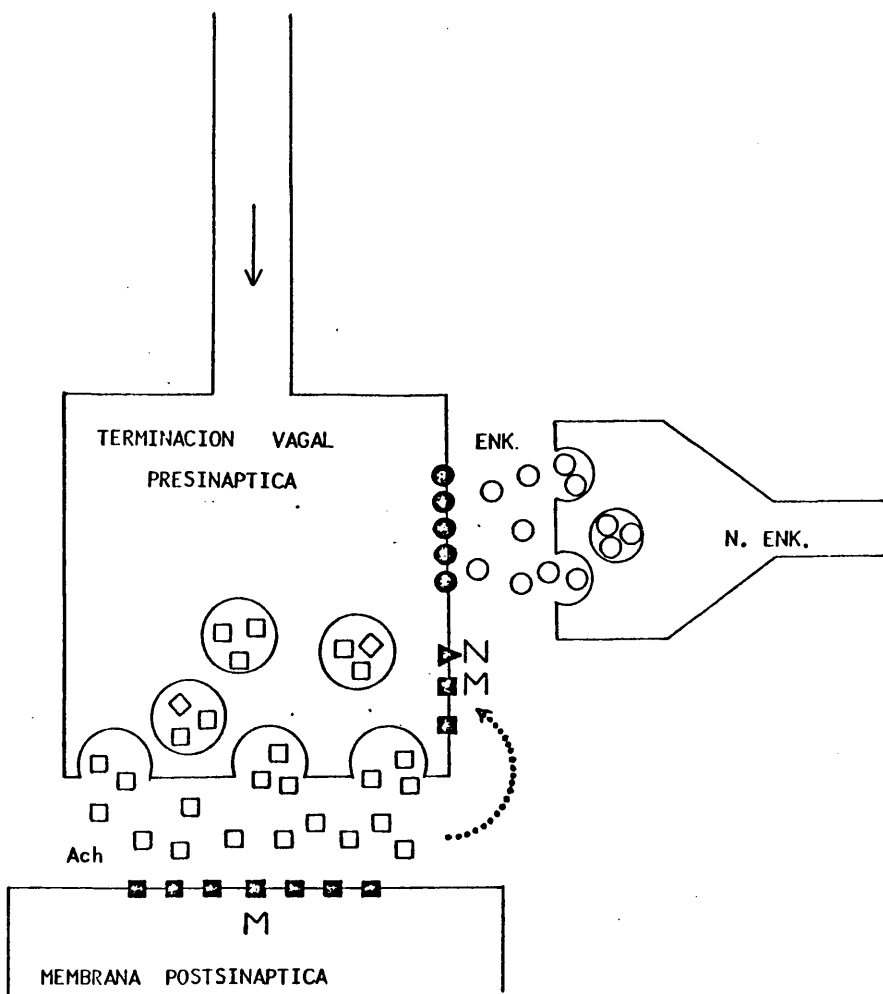 TERMINACION VAGAL
PRESINAPTICA
ENK.
N. ENK.
N
M
Ach
M
MEMBRANA POSTSINAPTICA